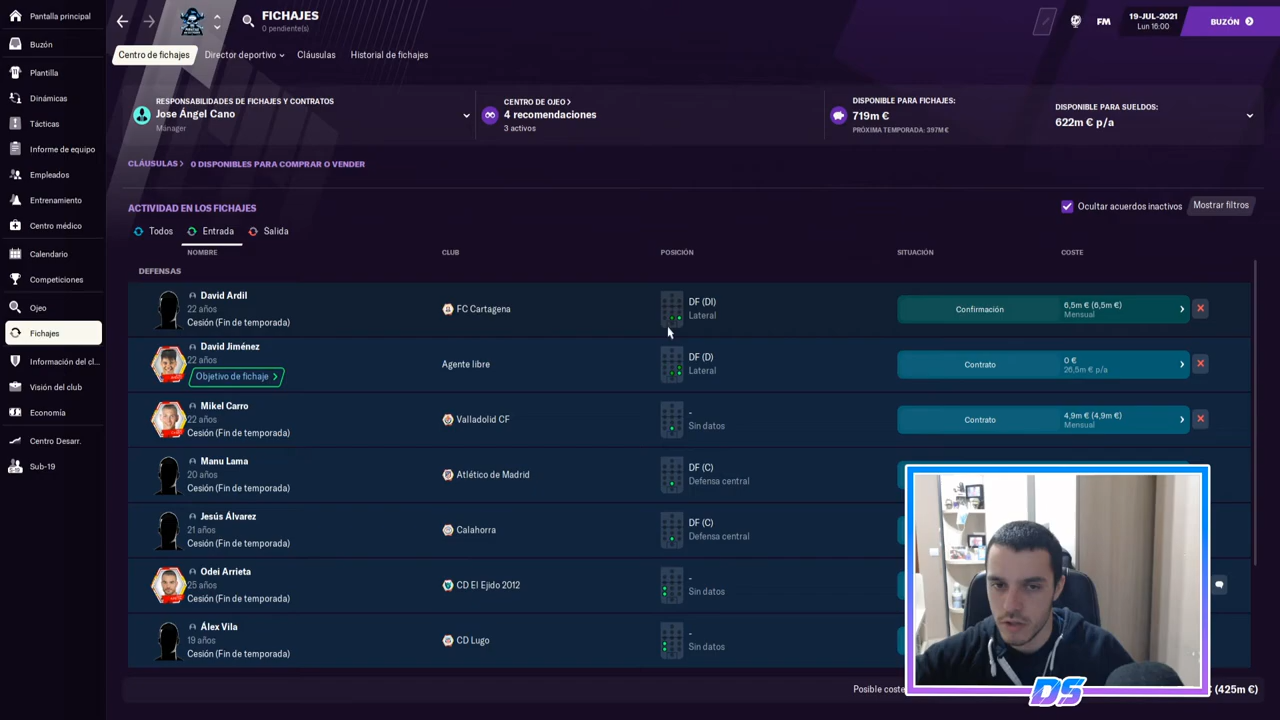 Pantalla principal
FICHAJES
0 pendiente(s)
FM
19-JUL-2021
Lun 16:00
BUZÓN
Buzón
Plantilla
Dinámicas
Tácticas
Informe de equipo
Empleados
Entrenamiento
Centro médico
Calendario
Competiciones
Ojeo
Fichajes
Información del cl...
Visión del club
Economía
Centro Desarr.
Sub-19
Centro de fichajes
Director deportivo
Cláusulas
Historial de fichajes
RESPONSABILIDADES DE FICHAJES Y CONTRATOS
Jose Ángel Cano
Manager
CENTRO DE OJEO >
4 recomendaciones
3 activos
DISPONIBLE PARA FICHAJES:
719m €
PRÓXIMA TEMPORADA: 397M €
DISPONIBLE PARA SUELDOS:
622m € p/a
CLÁUSULAS > 0 DISPONIBLES PARA COMPRAR O VENDER
ACTIVIDAD EN LOS FICHAJES
Ocultar acuerdos inactivos
Mostrar filtros
Todos
Entrada
Salida
NOMBRE CLUB POSICIÓN SITUACIÓN COSTE
DEFENSAS
David Ardil
22 años
Cesión (Fin de temporada)
FC Cartagena
DF (DI)
Lateral
Confirmación
6,5m € (6,5m €)
Mensual
David Jiménez
22 años
Objetivo de fichaje >
Agente libre
DF (D)
Lateral
Contrato
0 €
26,5m € p/a
Mikel Carro
22 años
Cesión (Fin de temporada)
Valladolid CF
-
Sin datos
Contrato
4,9m € (4,9m €)
Mensual
Manu Lama
20 años
Cesión (Fin de temporada)
Atlético de Madrid
DF (C)
Defensa central
Jesús Álvarez
21 años
Cesión (Fin de temporada)
Calahorra
DF (C)
Defensa central
Odei Arrieta
25 años
Cesión (Fin de temporada)
CD El Ejido 2012
-
Sin datos
Álex Vila
19 años
Cesión (Fin de temporada)
CD Lugo
-
Sin datos
Posible coste
(425m €)
DS